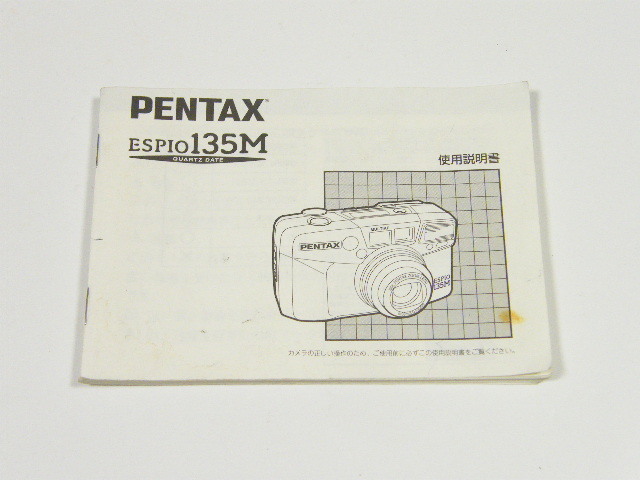 PENTAX
ESPIO135M
QUARTZ DATE
使用説明書
PENTAX
ESPIO
135M
カメラの正しい操作のため、ご使用前に必ずこの使用説明書をご覧ください。